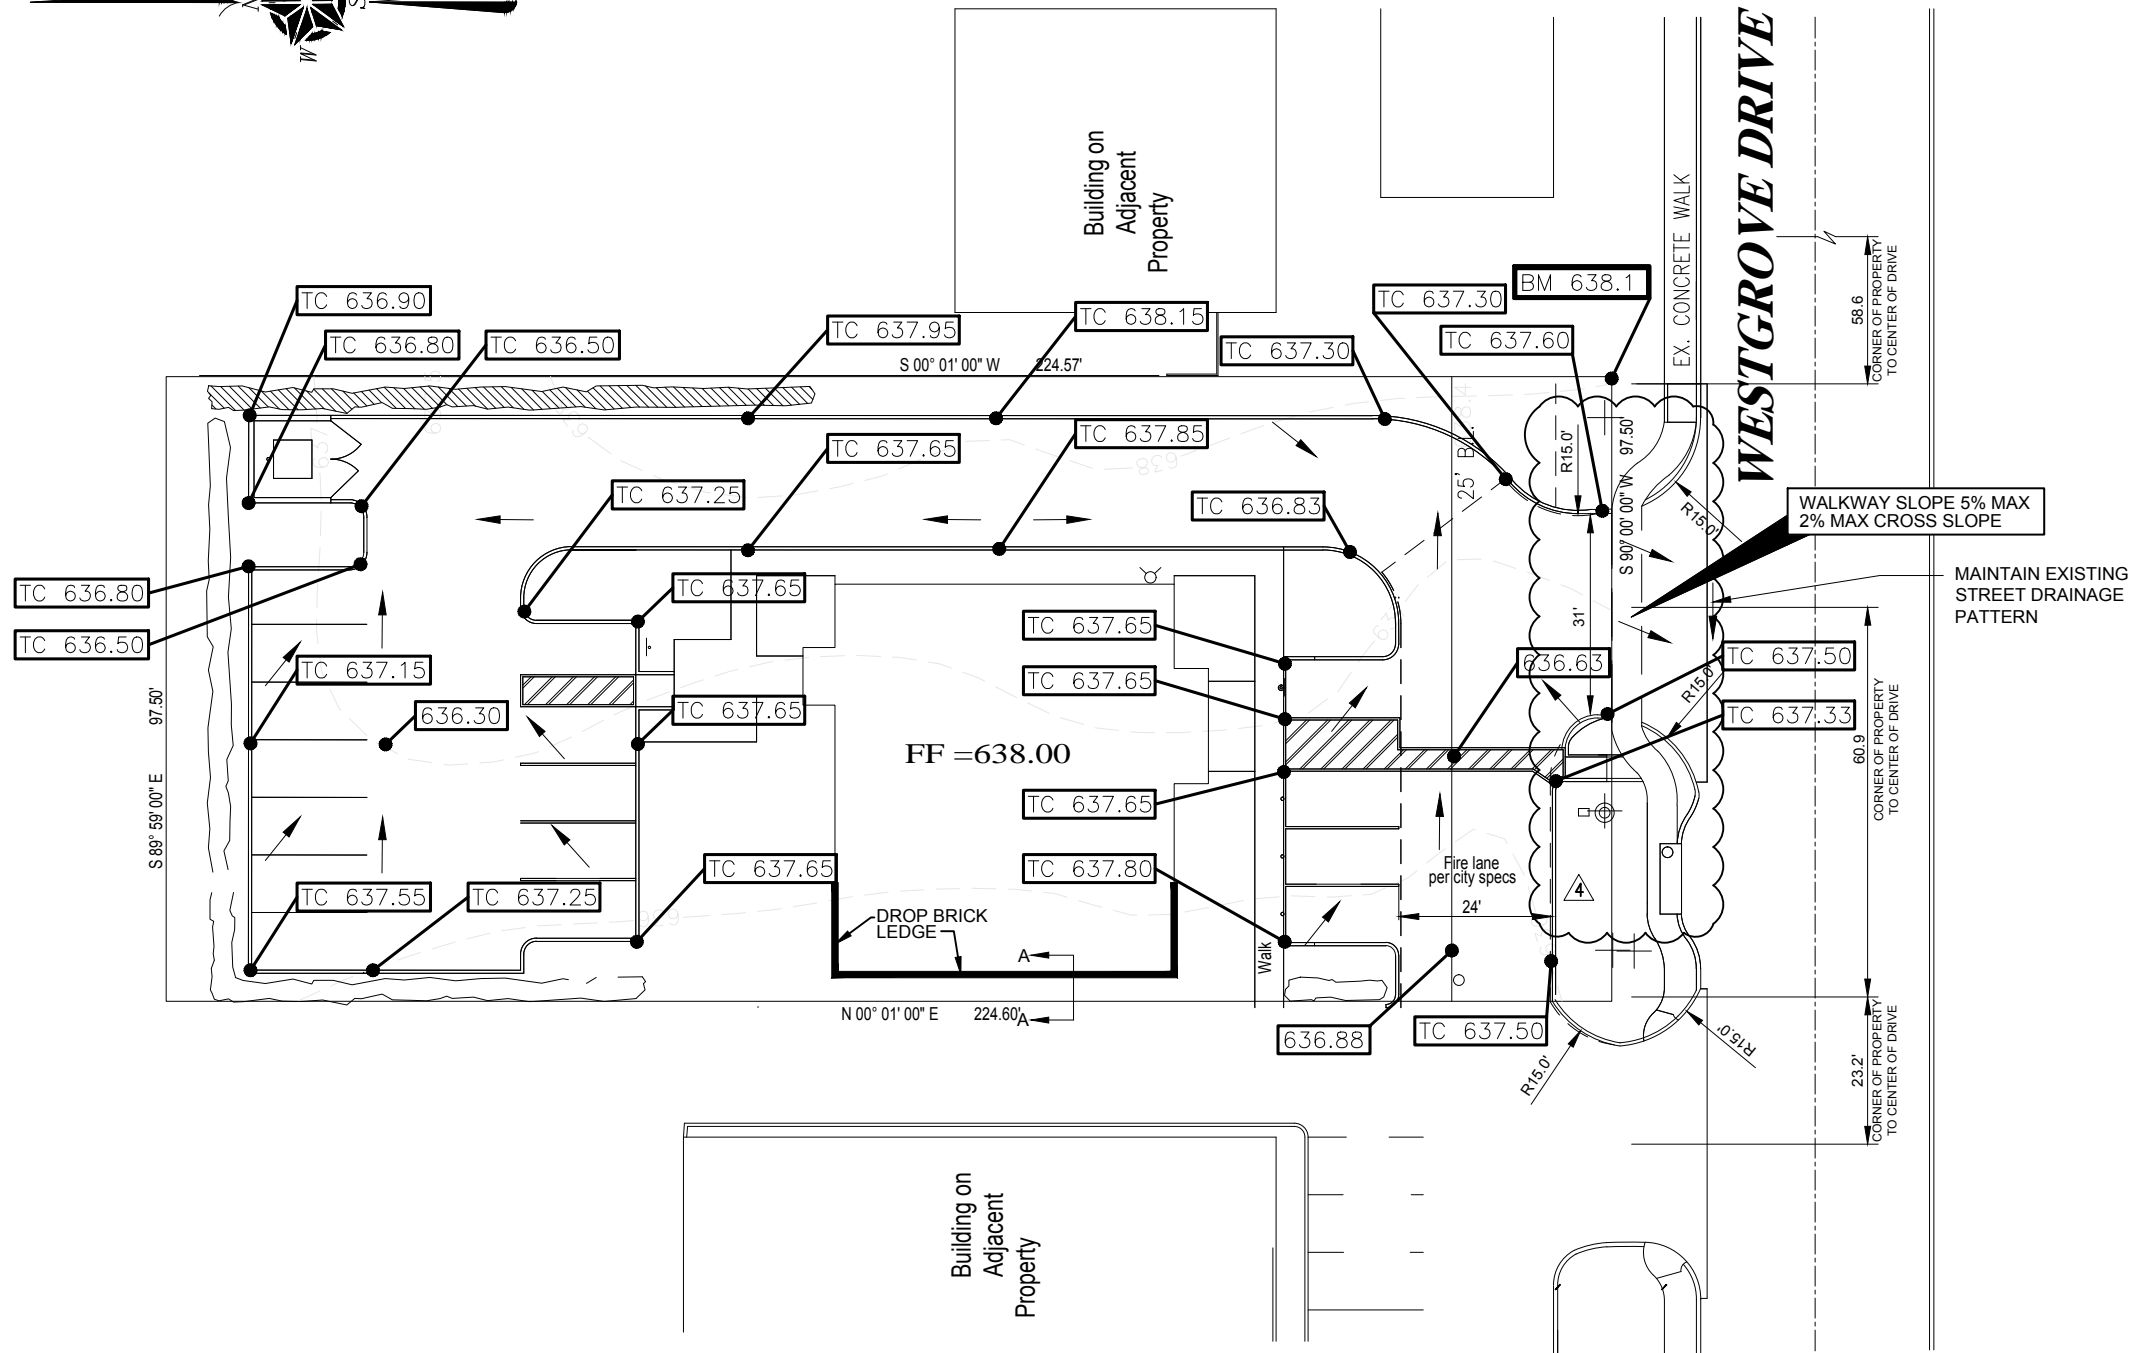 N
S
W
WESTGROVE DRIVE
Building on
Adjacent
Property
EX. CONCRETE WALK
58.6
CORNER OF PROPERTY
TO CENTER OF DRIVE
BM 638.1
TC 636.90
TC 637.30
TC 636.80
TC 636.50
TC 637.95
TC 638.15
TC 637.30
TC 637.60
S 00° 01' 00" W
224.57'
TC 637.65
TC 637.85
638
25' B.L.
R15.0'
S 90° 00' 00" W 97.50'
R15.0'
WALKWAY SLOPE 5% MAX
2% MAX CROSS SLOPE
TC 637.25
TC 636.83
MAINTAIN EXISTING
STREET DRAINAGE
PATTERN
TC 636.80
TC 636.50
TC 637.65
TC 637.65
31'
TC 637.15
TC 637.65
636.63
TC 637.50
R15.0'
TC 637.33
636.30
TC 637.65
S 89° 59' 00" E 97.50'
FF =638.00
60.9
CORNER OF PROPERTY
TO CENTER OF DRIVE
TC 637.65
TC 637.55
TC 637.25
TC 637.65
TC 637.80
Fire lane
per city specs
4
24'
DROP BRICK
LEDGE
A
Walk
N 00° 01' 00" E
224.60'
A
636.88
TC 637.50
R15.0'
R15.0'
23.2'
CORNER OF PROPERTY
TO CENTER OF DRIVE
Building on
Adjacent
Property